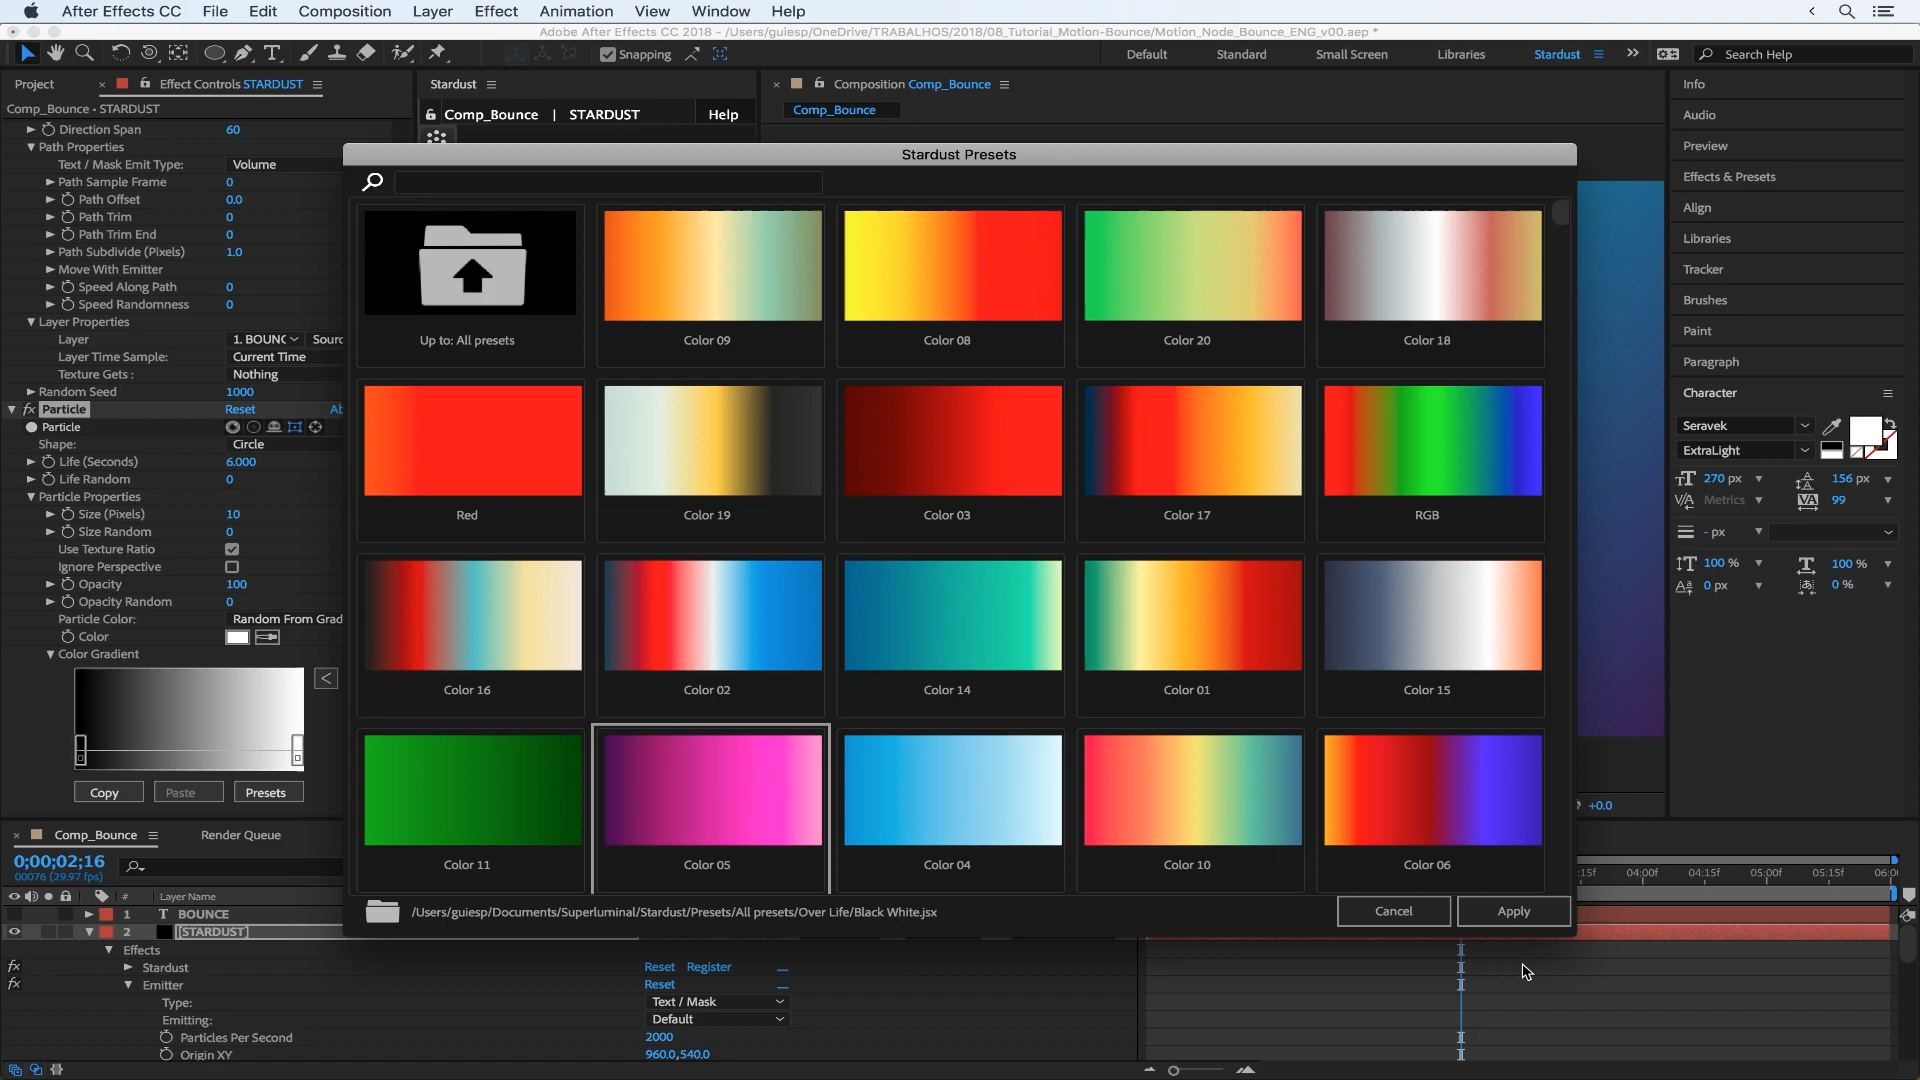 After Effects CC File Edit Composition Layer Effect Animation View Window Help
Adobe After Effects CC 2018 - /Users/guiesp/OneDrive/TRABALHOS/2018/08_Tutorial_Motion-Bounce/Motion_Node_Bounce_ENG_v00.aep *
Snapping Default Standard Small Screen Libraries Stardust Search Help
Project Effect Controls STARDUST
Comp_Bounce • STARDUST
Direction Span 60
Path Properties
Text / Mask Emit Type: Volume
Path Sample Frame 0
Path Offset 0.0
Path Trim 0
Path Trim End 0
Path Subdivide (Pixels) 1.0
Move With Emitter
Speed Along Path 0
Speed Randomness 0
Layer Properties
Layer 1. BOUNC Sourc
Layer Time Sample: Current Time
Texture Gets : Nothing
Random Seed 1000
fx Particle Reset Ab
Particle
Shape: Circle
Life (Seconds) 6.000
Life Random 0
Particle Properties
Size (Pixels) 10
Size Random 0
Use Texture Ratio
Ignore Perspective
Opacity 100
Opacity Random 0
Particle Color: Random From Grad
Color
Color Gradient
<
Copy Paste Presets
Stardust
Comp_Bounce | STARDUST Help
Composition Comp_Bounce
Comp_Bounce
Stardust Presets
Up to: All presets Color 09 Color 08 Color 20 Color 18
Red Color 19 Color 03 Color 17 RGB
Color 16 Color 02 Color 14 Color 01 Color 15
Color 11 Color 05 Color 04 Color 10 Color 06
/Users/guiesp/Documents/Superluminal/Stardust/Presets/All presets/Over Life/Black White.jsx
Cancel Apply
+0.0
Info
Audio
Preview
Effects & Presets
Align
Libraries
Tracker
Brushes
Paint
Paragraph
Character
Seravek
ExtraLight
270 px 156 px
Metrics 99
- px
100 % 100 %
0 px 0 %
Comp_Bounce Render Queue
0;00;02;16
00076 (29.97 fps)
# Layer Name
:15f 04:00f 04:15f 05:00f 05:15f 06:00
1 T BOUNCE
2 [STARDUST]
Effects
fx Stardust Reset Register .....
fx Emitter Reset .....
Type: Text / Mask
Emitting: Default
Particles Per Second 2000
Origin XY 960.0,540.0